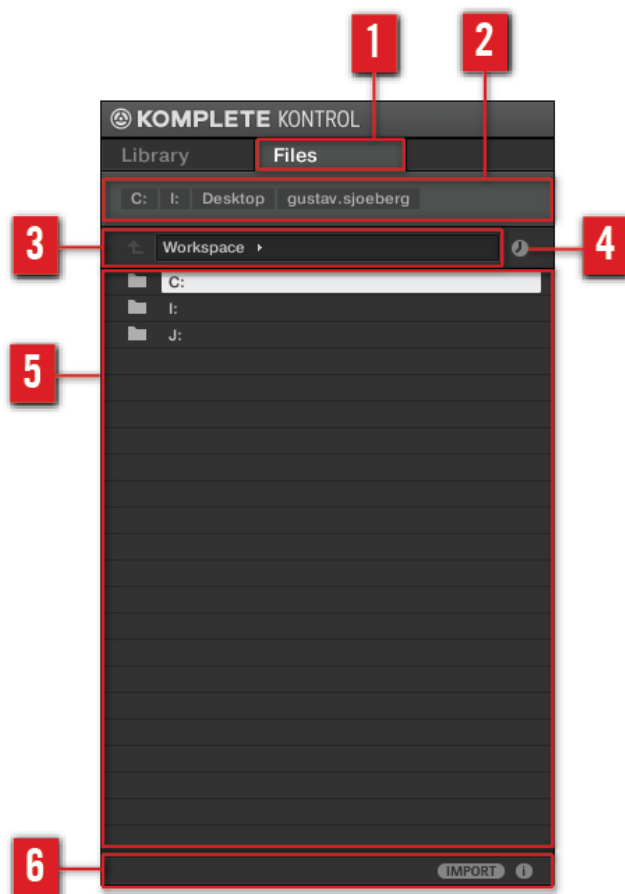 1 2
KOMPLETE KONTROL
Library Files
C: I: Desktop gustav.sjoeberg
3 Workspace 4
C:
I:
J:
5
6 IMPORT i